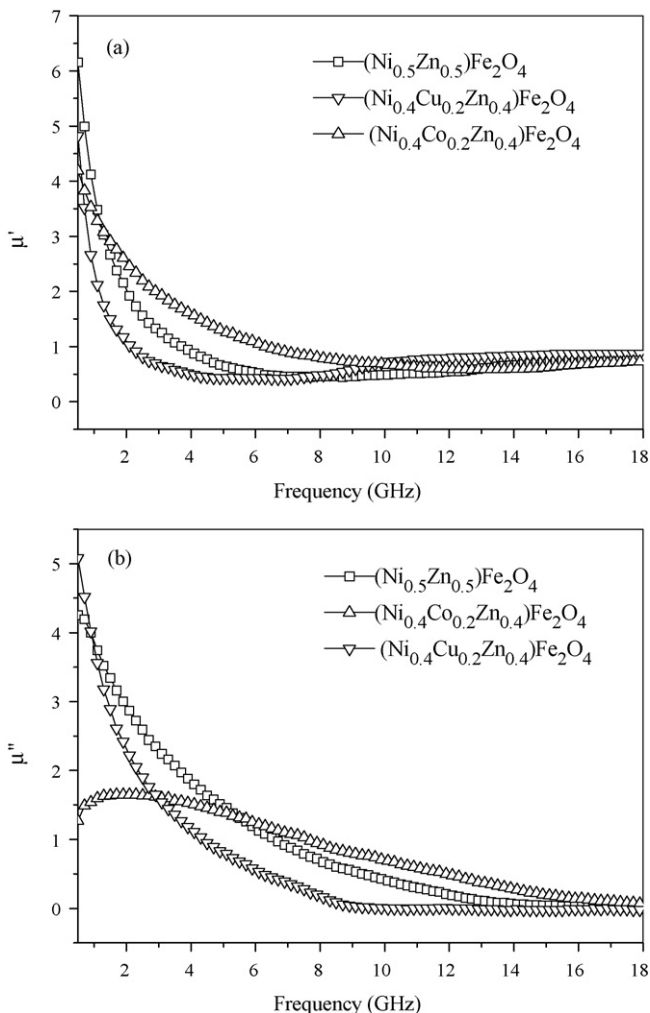 7
(a)
(Ni0.5Zn0.5)Fe2O4
6
(Ni0.4Cu0.2Zn0.4)Fe2O4
5
(Ni0.4Co0.2Zn0.4)Fe2O4
4
μ'
3
2
1
0
2 4 6 8 10 12 14 16 18
Frequency (GHz)
5
(b)
(Ni0.5Zn0.5)Fe2O4
(Ni0.4Co0.2Zn0.4)Fe2O4
4
(Ni0.4Cu0.2Zn0.4)Fe2O4
3
μ"
2
1
0
2 4 6 8 10 12 14 16 18
Frequency (GHz)